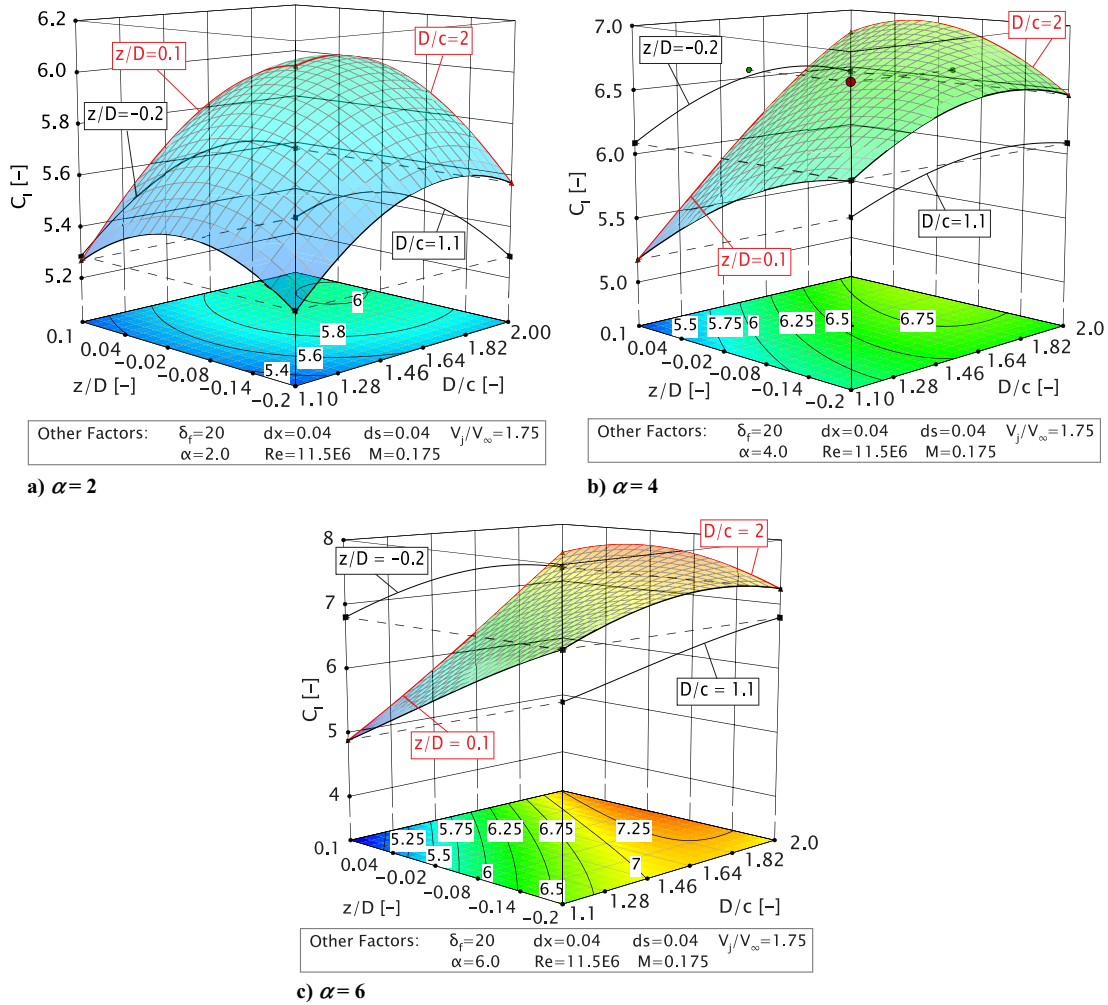 6.2
6.0
5.8
5.6
5.4
5.2
C_l [-]
z/D=0.1
D/c=2
z/D=-0.2
D/c=1.1
6
5.8
5.6
5.4
0.1
0.04
-0.02
-0.08
-0.14
-0.2
z/D [-]
1.10
1.28
1.46
1.64
1.82
2.00
D/c [-]
Other Factors: δ_f=20 dx=0.04 ds=0.04 V_j/V_∞=1.75
α=2.0 Re=11.5E6 M=0.175
a) α = 2
7.0
6.5
6.0
5.5
5.0
C_l [-]
z/D=-0.2
D/c=2
D/c=1.1
z/D=0.1
5.5
5.75
6
6.25
6.5
6.75
0.1
0.04
-0.02
-0.08
-0.14
-0.2
z/D [-]
1.10
1.28
1.46
1.64
1.82
2.0
D/c [-]
Other Factors: δ_f=20 dx=0.04 ds=0.04 V_j/V_∞=1.75
α=4.0 Re=11.5E6 M=0.175
b) α = 4
8
7
6
5
4
C_l [-]
z/D = -0.2
D/c = 2
D/c = 1.1
z/D = 0.1
5.25
5.5
5.75
6
6.25
6.5
6.75
7
7.25
0.1
0.04
-0.02
-0.08
-0.14
-0.2
z/D [-]
1.1
1.28
1.46
1.64
1.82
2.0
D/c [-]
Other Factors: δ_f=20 dx=0.04 ds=0.04 V_j/V_∞=1.75
α=6.0 Re=11.5E6 M=0.175
c) α = 6